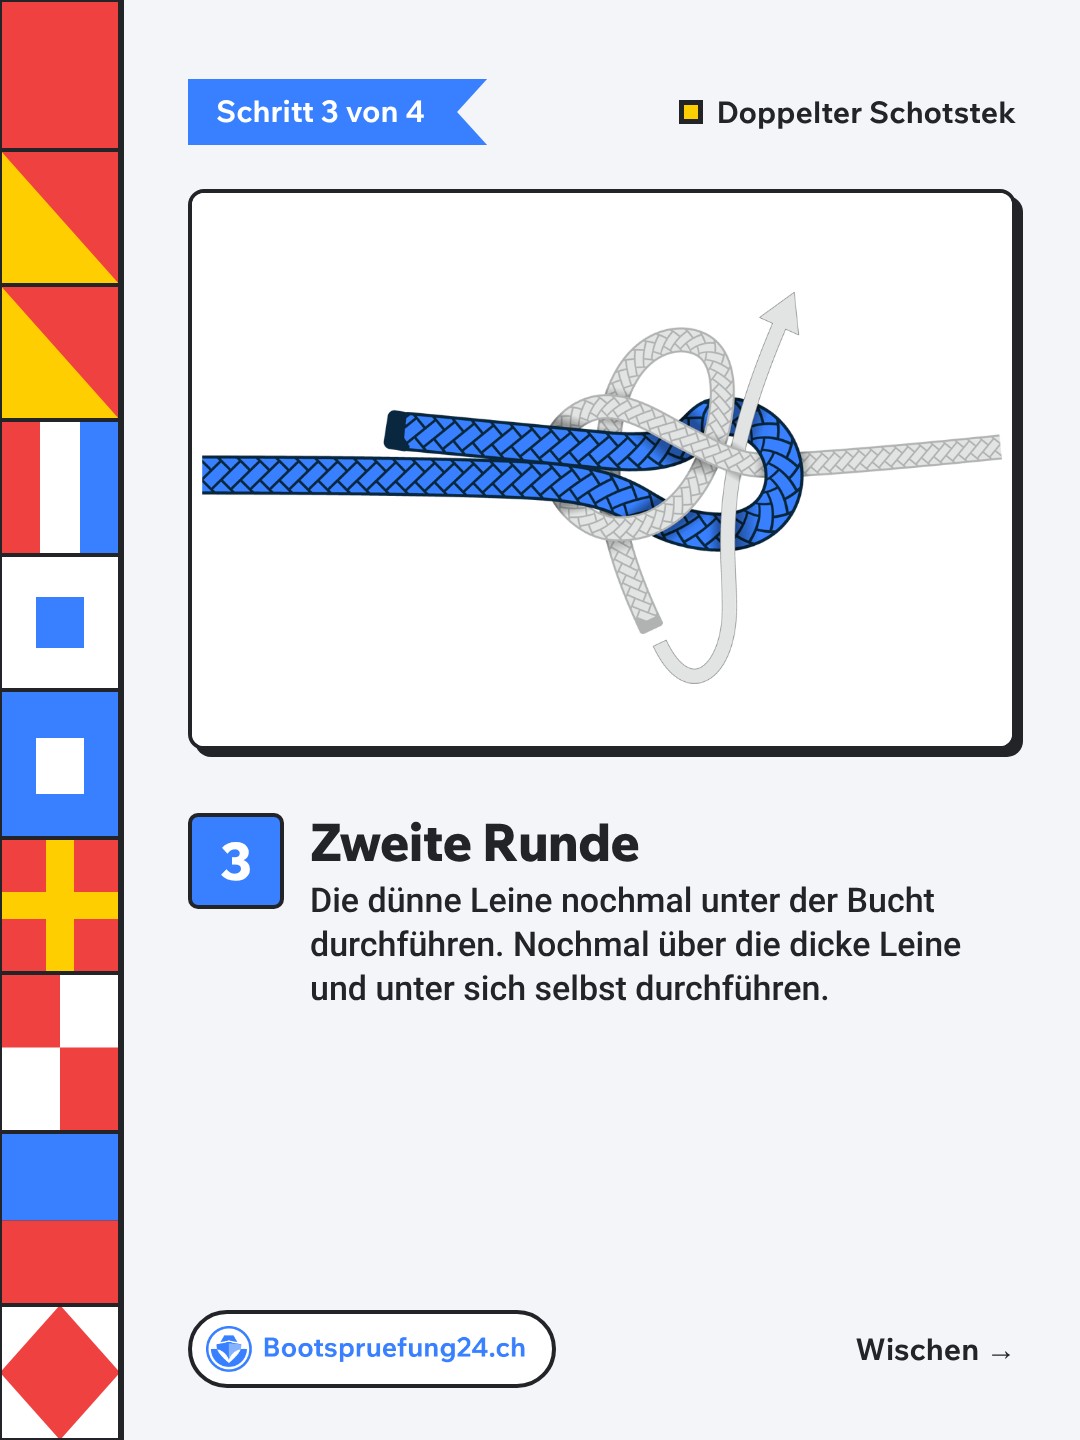 Schritt 3 von 4
Doppelter Schotstek
3
Zweite Runde
Die dünne Leine nochmal unter der Bucht
durchführen. Nochmal über die dicke Leine
und unter sich selbst durchführen.
Bootspruefung24.ch
Wischen →